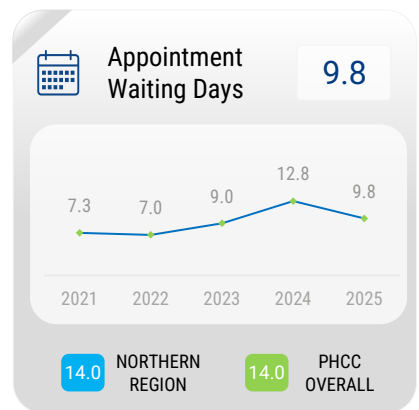 Appointment
Waiting Days
9.8
7.3 7.0 9.0 12.8 9.8
2021 2022 2023 2024 2025
14.0 NORTHERN REGION
14.0 PHCC OVERALL